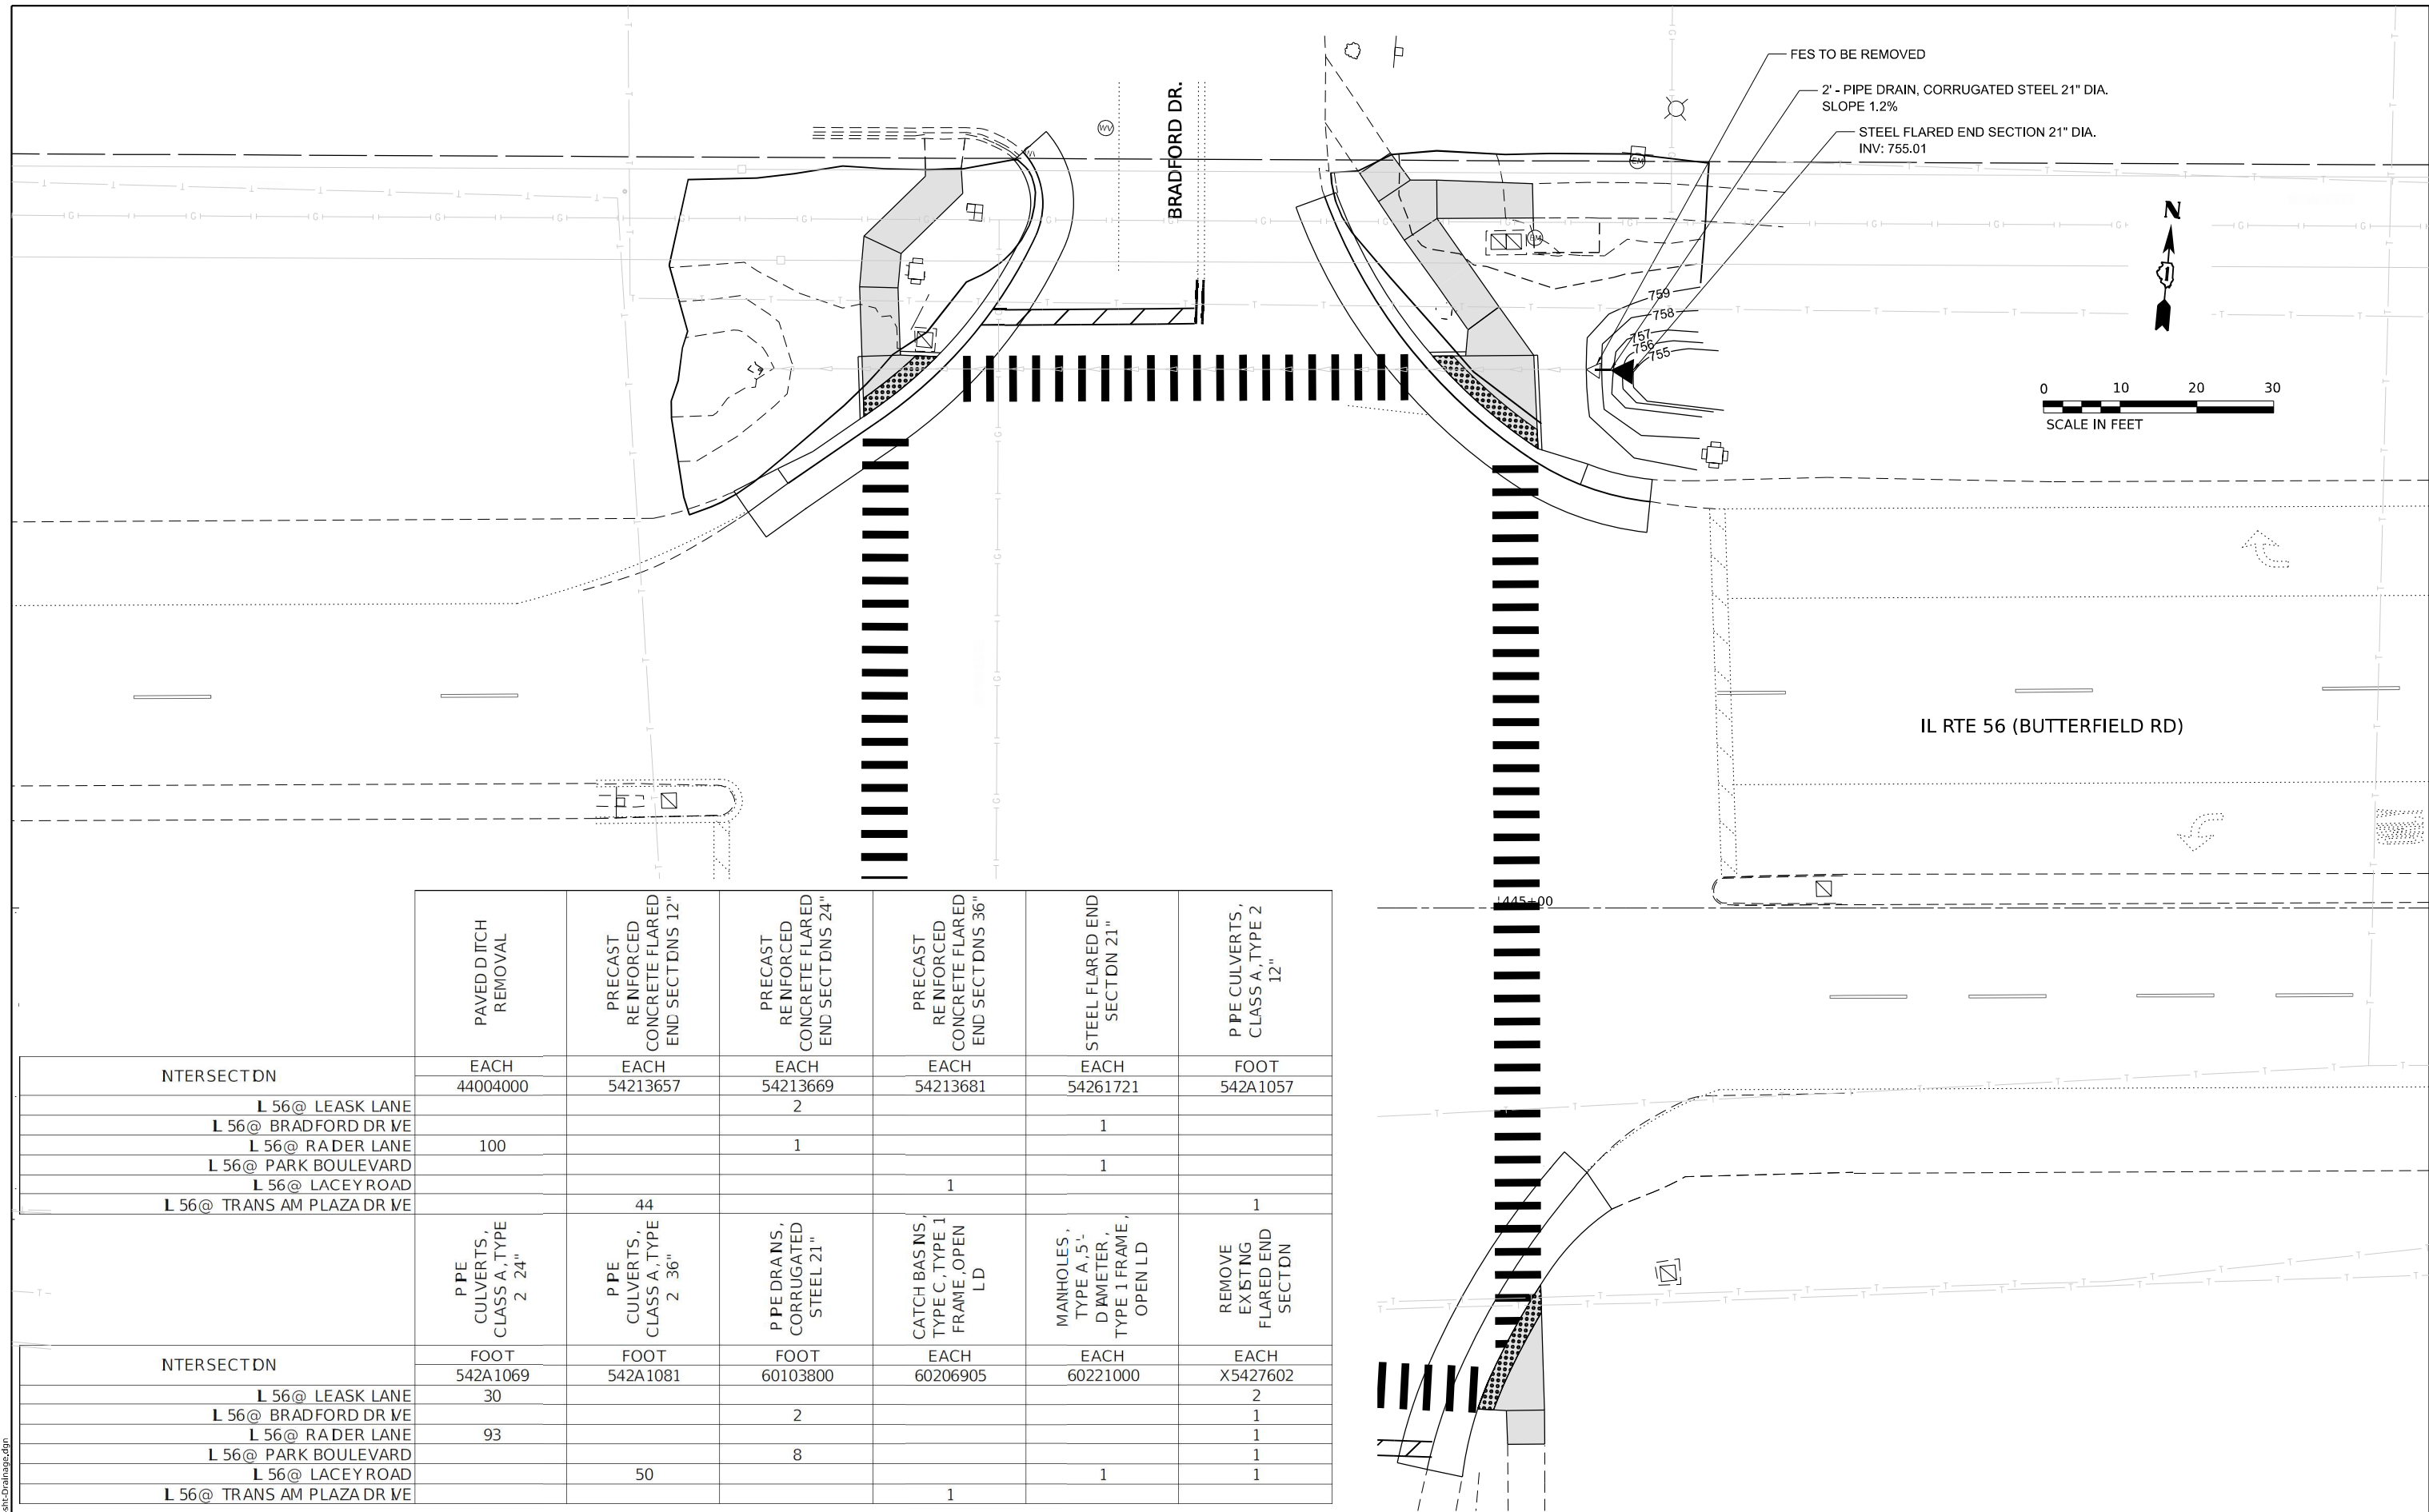 FES TO BE REMOVED
2' - PIPE DRAIN, CORRUGATED STEEL 21" DIA.
SLOPE 1.2%
STEEL FLARED END SECTION 21" DIA.
INV: 755.01
BRADFORD DR.
WV
EM
EM
N
1
759
758
757
756
755
0 10 20 30
SCALE IN FEET
IL RTE 56 (BUTTERFIELD RD)
445+00
PAVED DITCH
REMOVAL
PRECAST
REINFORCED
CONCRETE FLARED
END SECTIONS 12"
PRECAST
REINFORCED
CONCRETE FLARED
END SECTIONS 24"
PRECAST
REINFORCED
CONCRETE FLARED
END SECTIONS 36"
STEEL FLARED END
SECTION 21"
PIPE CULVERTS,
CLASS A, TYPE 2
12"
INTERSECTION EACH EACH EACH EACH EACH FOOT
44004000 54213657 54213669 54213681 54261721 542A1057
IL 56@ LEASK LANE 2
IL 56@ BRADFORD DRIVE 1
IL 56@ RADER LANE 100 1
IL 56@ PARK BOULEVARD 1
IL 56@ LACEY ROAD 1
IL 56@ TRANS AM PLAZA DRIVE 44 1
PIPE
CULVERTS,
CLASS A, TYPE
2 24"
PIPE
CULVERTS,
CLASS A, TYPE
2 36"
PIPE DRAINS,
CORRUGATED
STEEL 21"
CATCH BASINS,
TYPE C, TYPE 1
FRAME, OPEN
LID
MANHOLES,
TYPE A, 5'-
DIAMETER,
TYPE 1 FRAME,
OPEN LID
REMOVE
EXISTING
FLARED END
SECTION
INTERSECTION FOOT FOOT FOOT EACH EACH EACH
542A1069 542A1081 60103800 60206905 60221000 X5427602
IL 56@ LEASK LANE 30 2
IL 56@ BRADFORD DRIVE 2 1
IL 56@ RADER LANE 93 1
IL 56@ PARK BOULEVARD 8 1
IL 56@ LACEY ROAD 50 1 1
IL 56@ TRANS AM PLAZA DRIVE 1
sht-Drainage.dgn